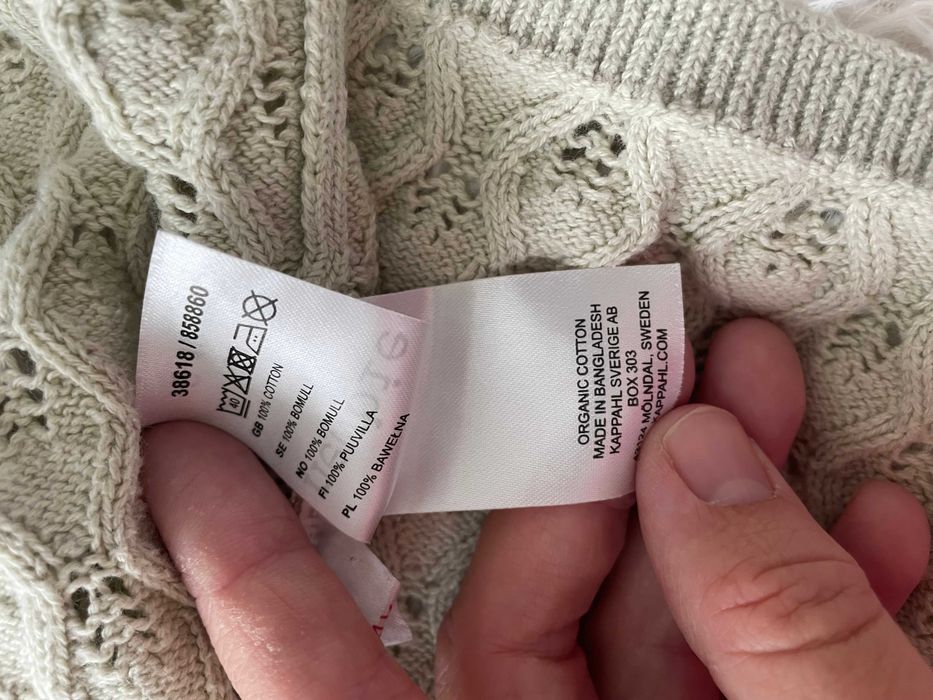 38618 / 858860
40
GB 100% COTTON
SE 100% BOMULL
NO 100% BOMULL
FI 100% PUUVILLA
PL 100% BAWEŁNA
ORGANIC COTTON
MADE IN BANGLADESH
KAPPAHL SVERIGE AB
BOX 303
MÖLNDAL, SWEDEN
KAPPAHL.COM